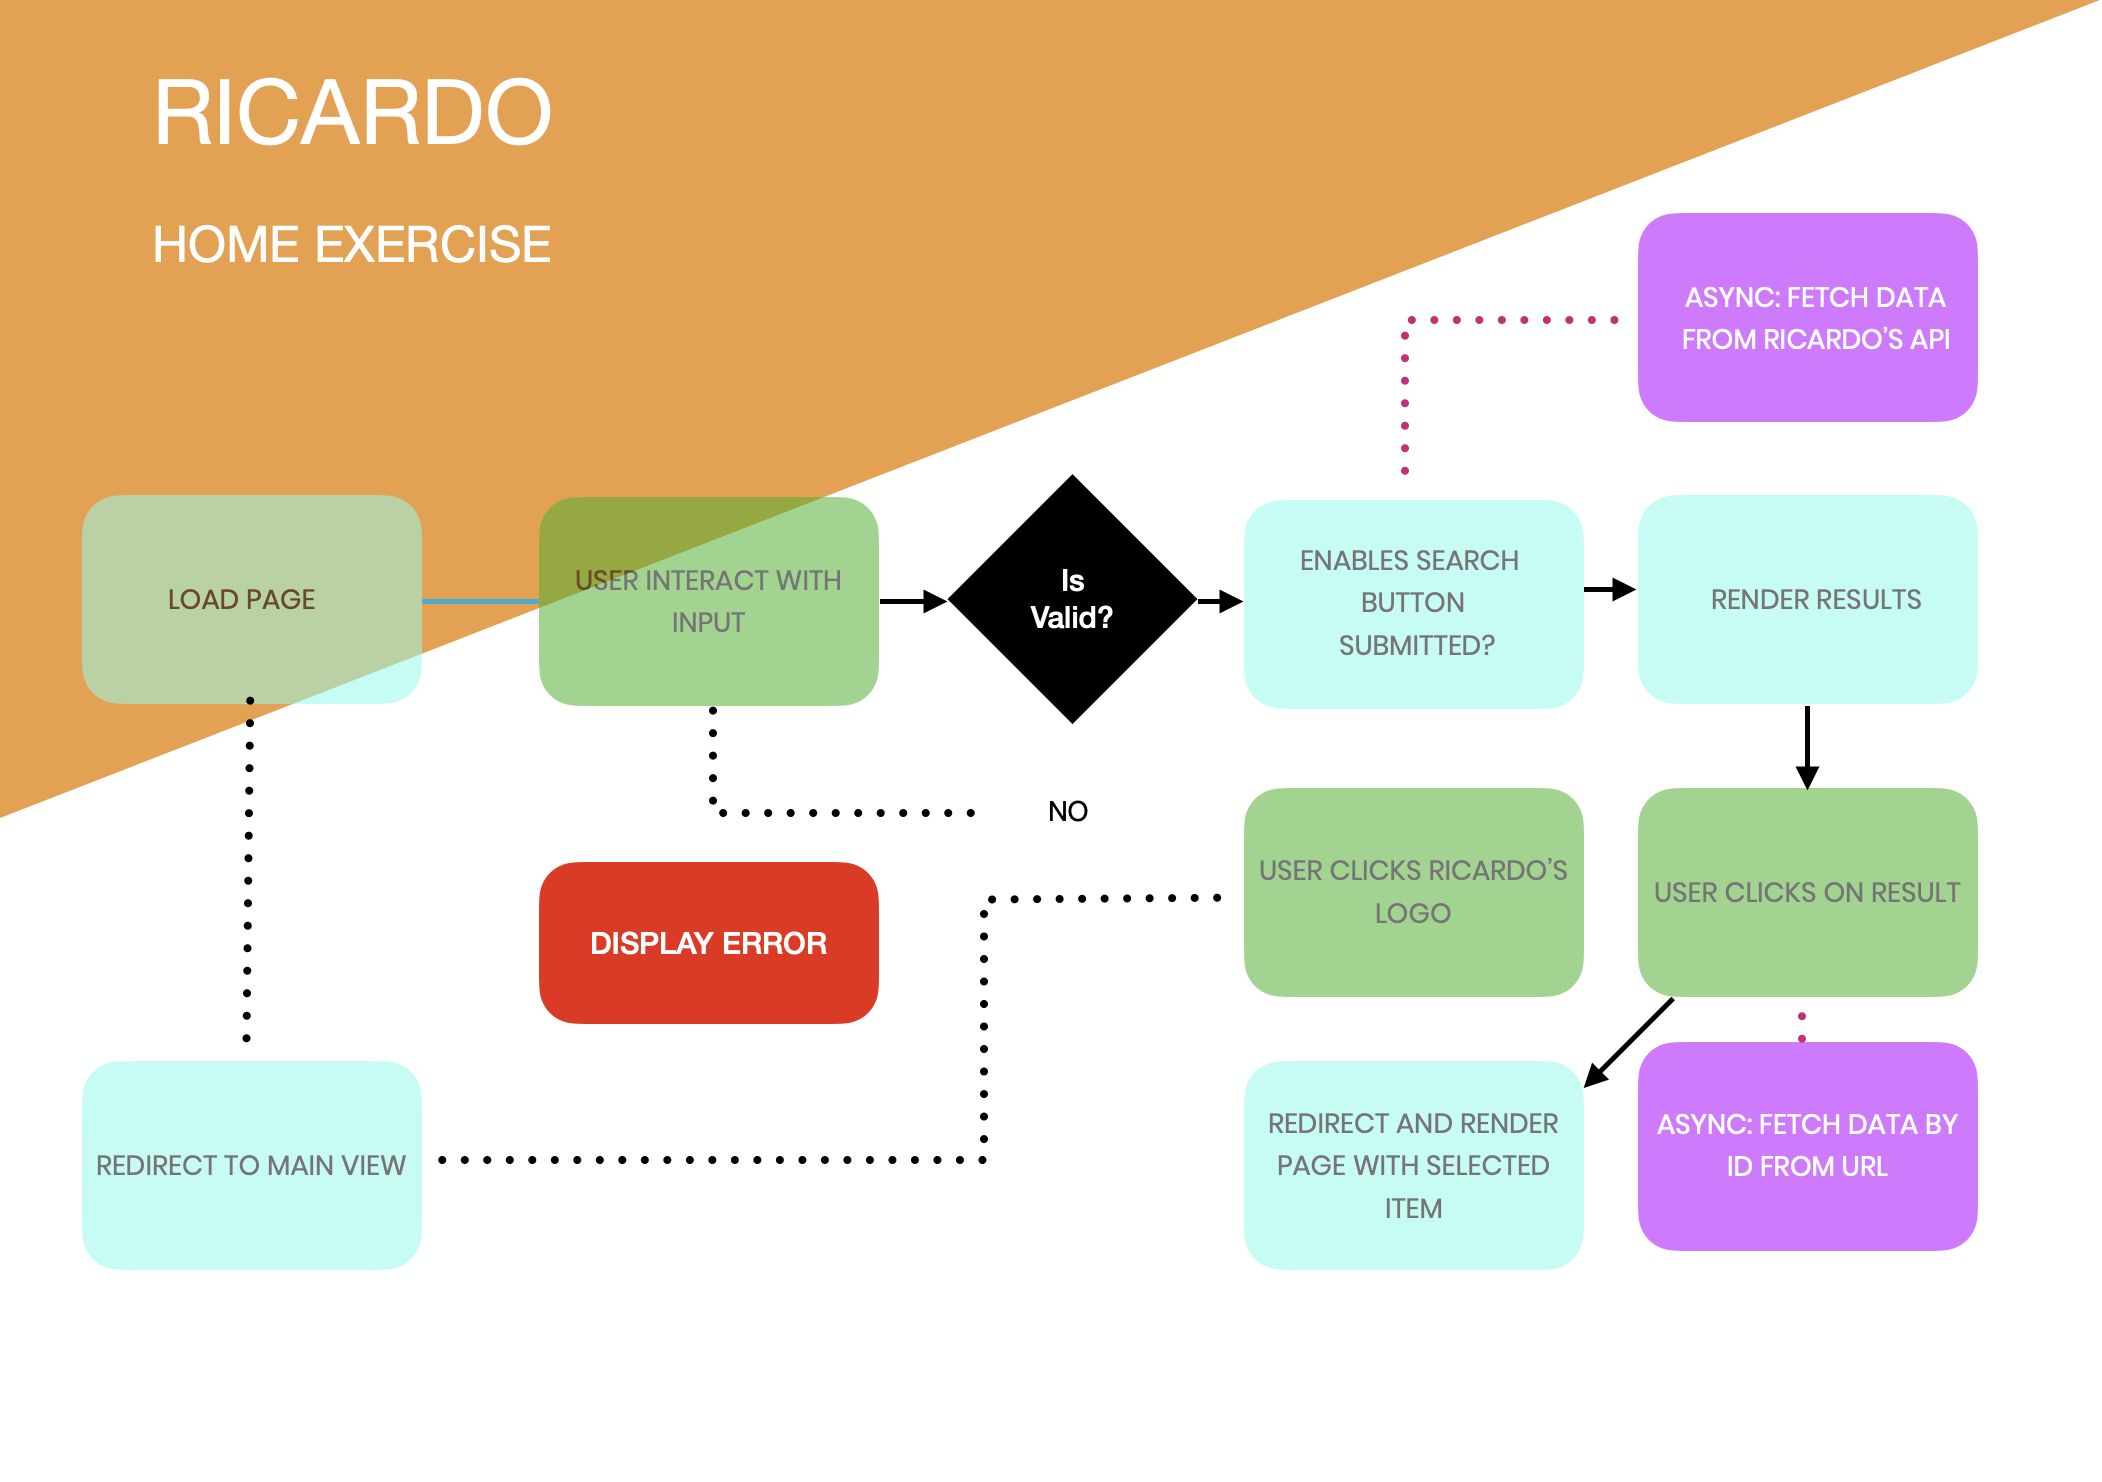 RICARDO
HOME EXERCISE
ASYNC: FETCH DATA
FROM RICARDO’S API
LOAD PAGE
USER INTERACT WITH
INPUT
Is
Valid?
ENABLES SEARCH
BUTTON
SUBMITTED?
RENDER RESULTS
NO
DISPLAY ERROR
USER CLICKS RICARDO’S
LOGO
USER CLICKS ON RESULT
REDIRECT TO MAIN VIEW
REDIRECT AND RENDER
PAGE WITH SELECTED
ITEM
ASYNC: FETCH DATA BY
ID FROM URL